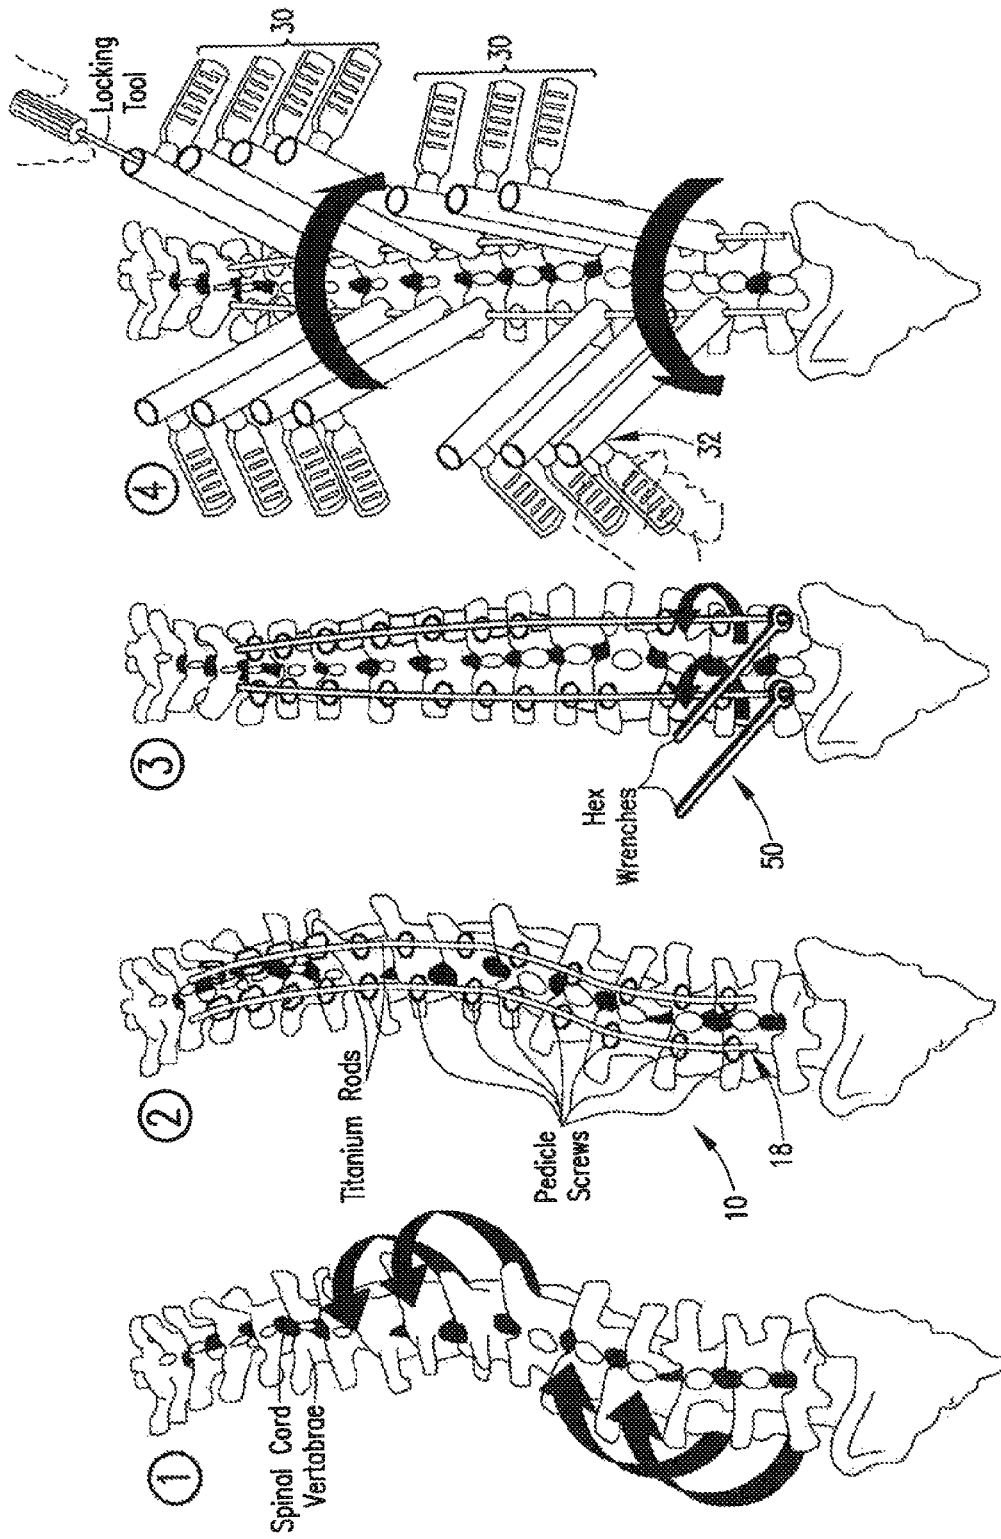 1
Spinal Cord
Vertabrae
2
Titanium Rods
Pedicle
Screws
10
18
3
Hex
Wrenches
50
4
Locking
Tool
30
30
32